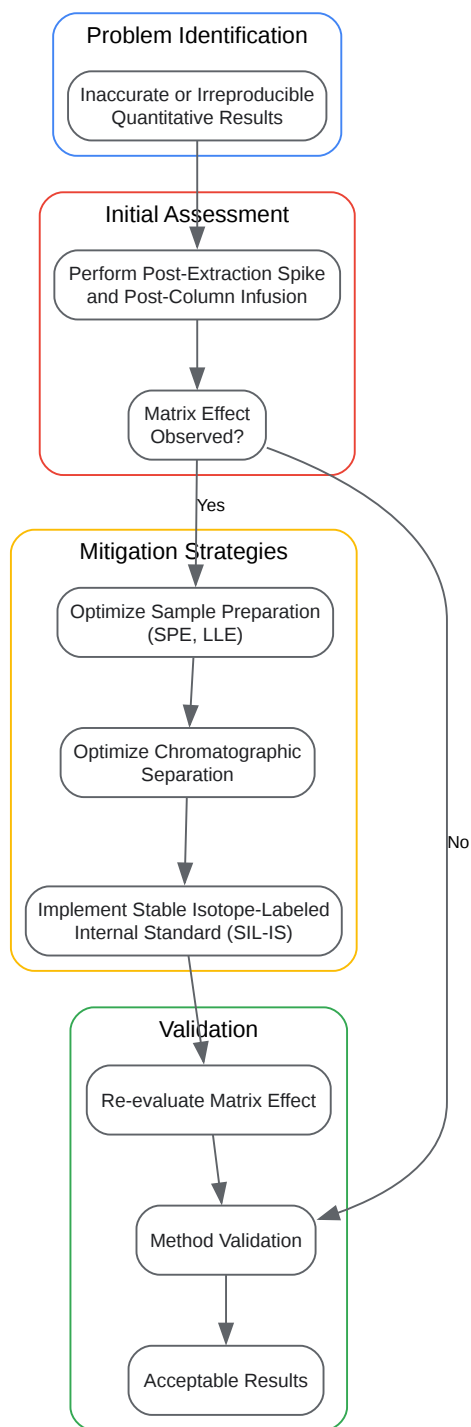 Problem Identification
Inaccurate or Irreproducible
Quantitative Results
Initial Assessment
Perform Post-Extraction Spike
and Post-Column Infusion
Matrix Effect
Observed?
Yes
Mitigation Strategies
Optimize Sample Preparation
(SPE, LLE)
Optimize Chromatographic
Separation
No
Implement Stable Isotope-Labeled
Internal Standard (SIL-IS)
Validation
Re-evaluate Matrix Effect
Method Validation
Acceptable Results